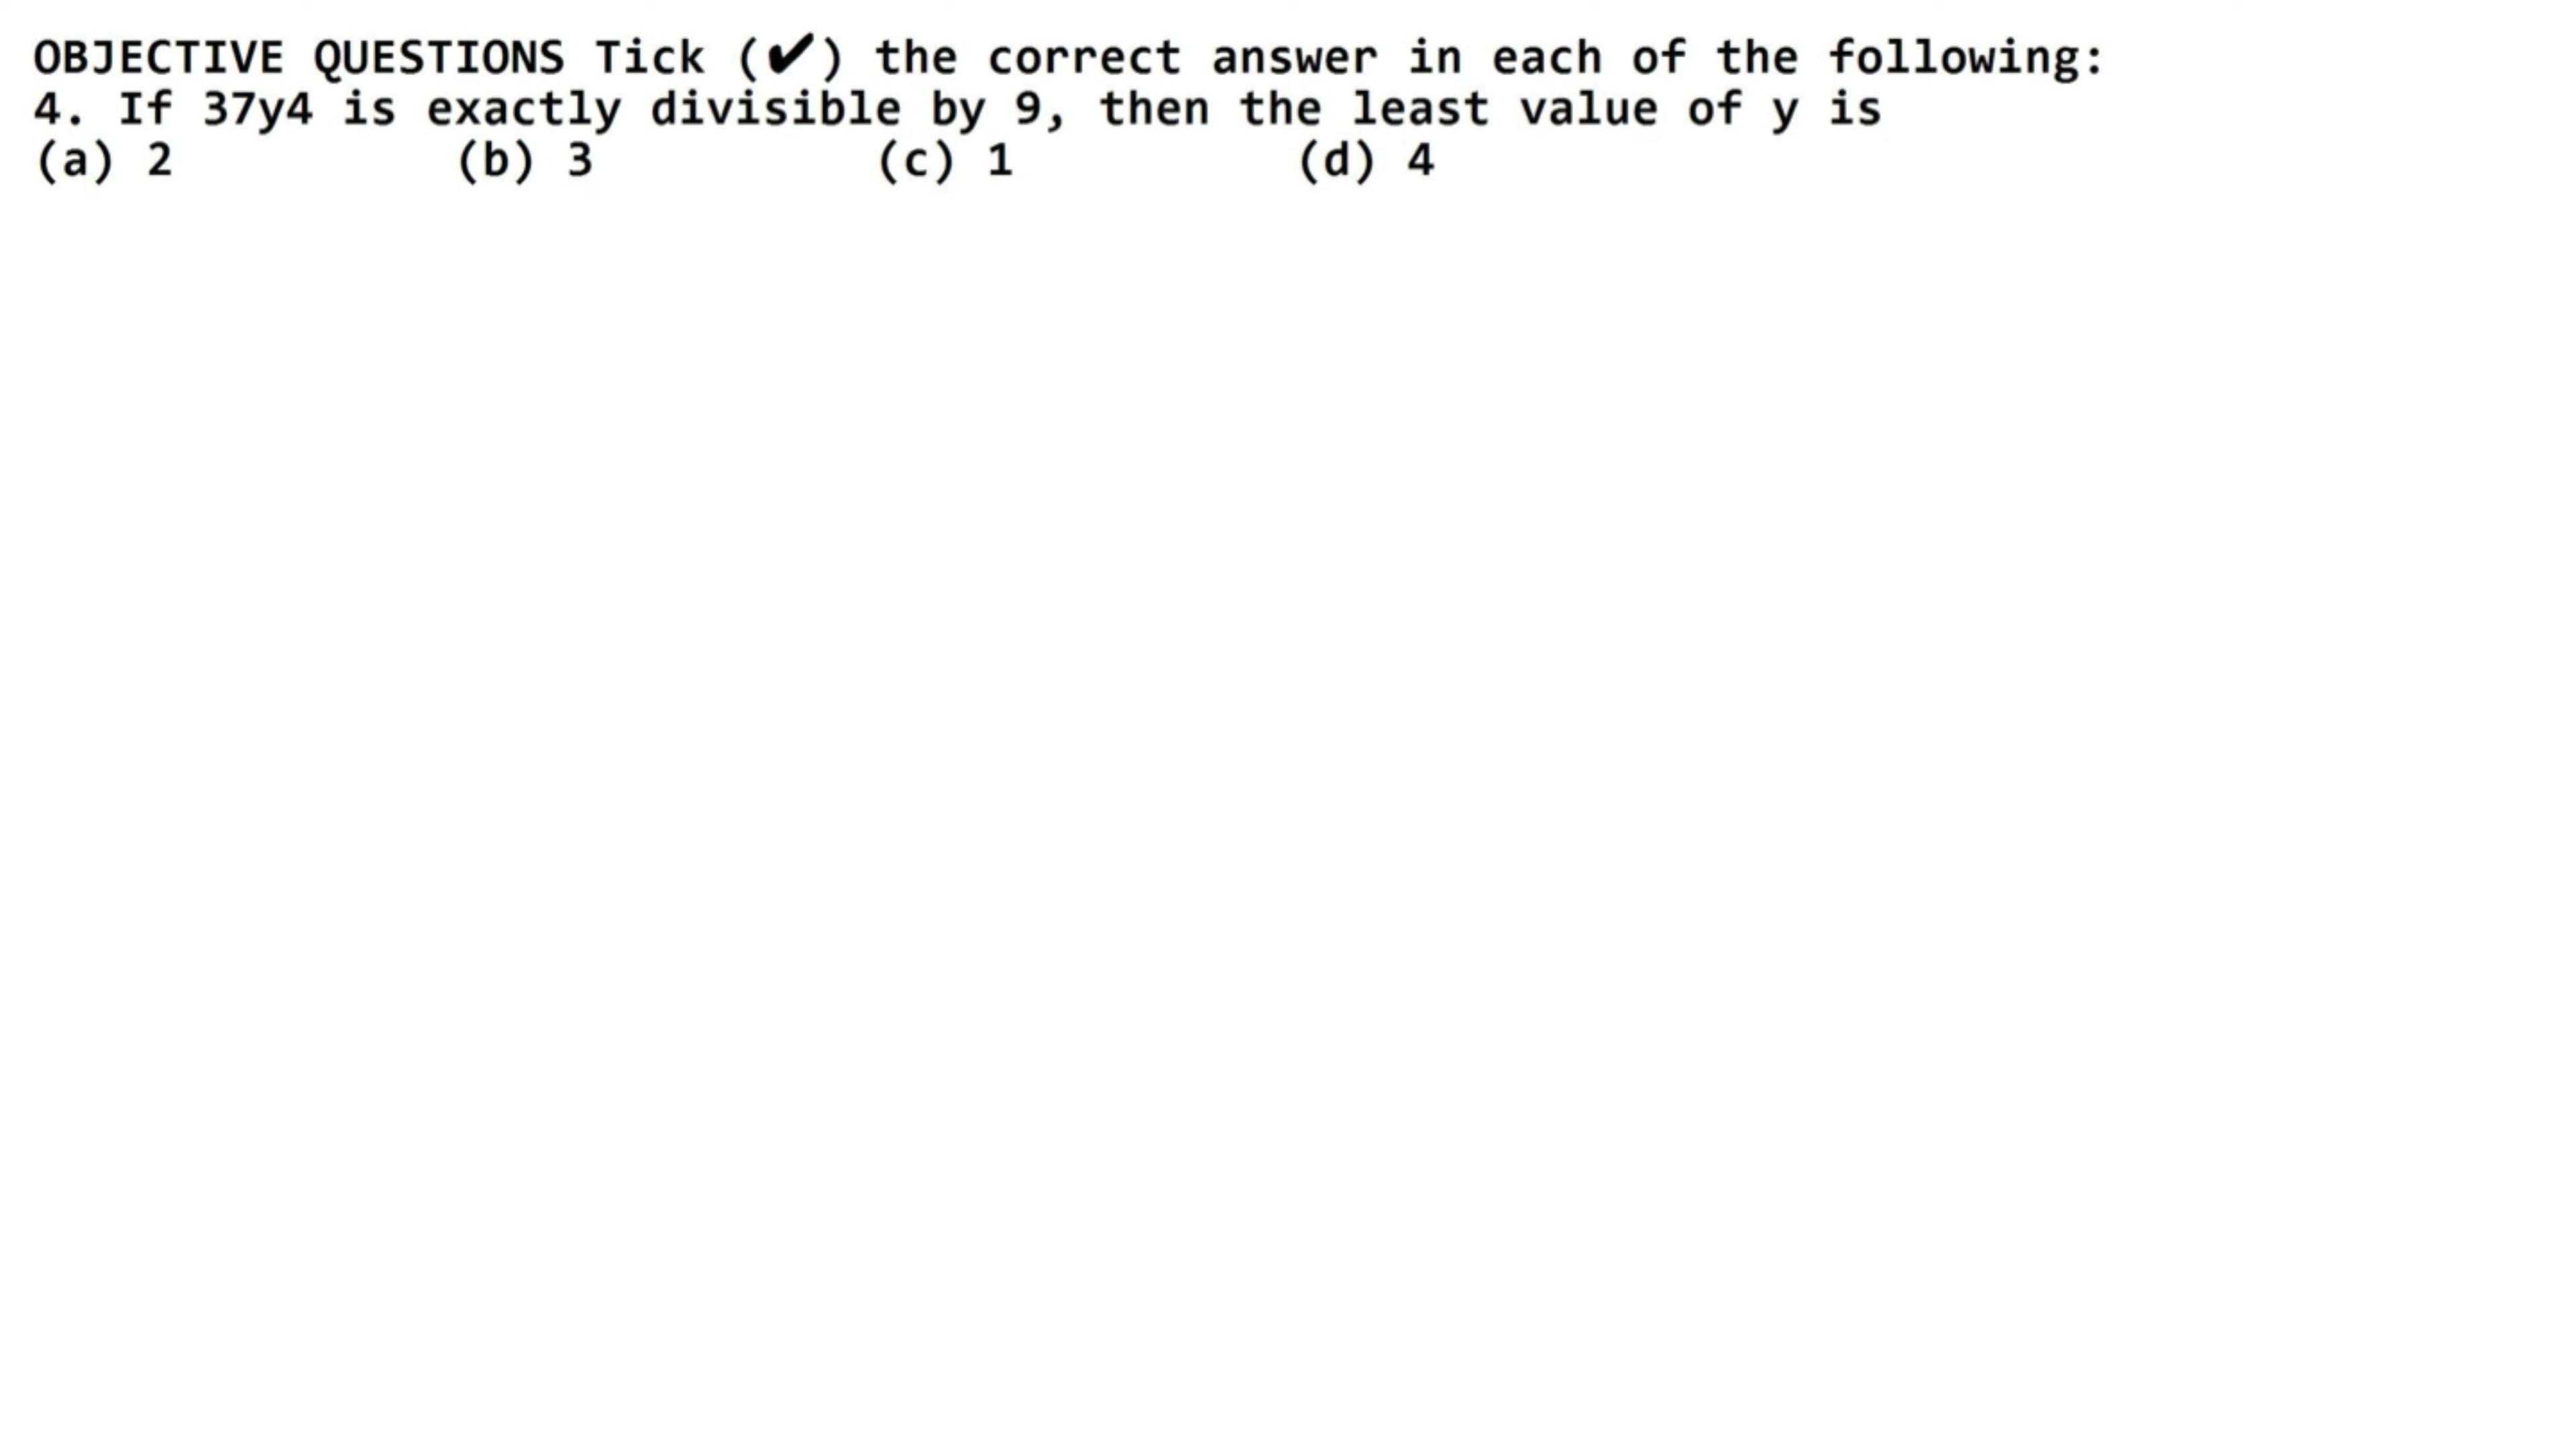 OBJECTIVE QUESTIONS Tick (✔) the correct answer in each of the following:
4. If 37y4 is exactly divisible by 9, then the least value of y is
(a) 2 (b) 3 (c) 1 (d) 4